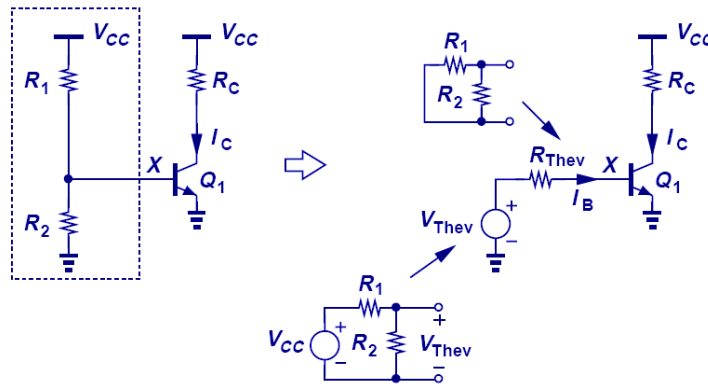 V_CC V_CC V_CC
R_1 R_C R_1 R_C
R_2
I_C I_C
X R_Thev X
Q_1 Q_1
R_2 I_B
V_Thev + −
R_1
V_CC + − R_2 + V_Thev −